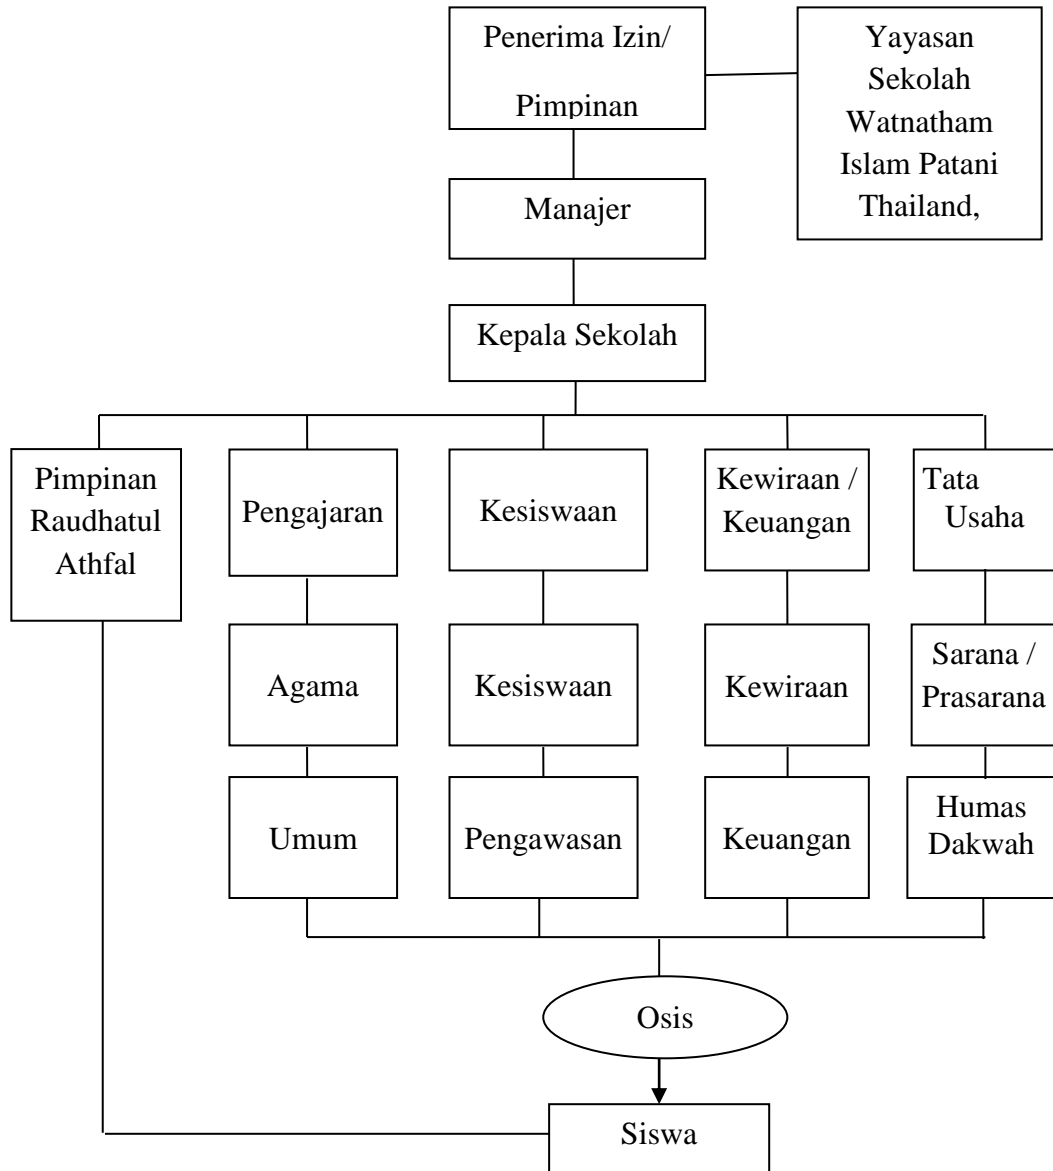 Penerima Izin/
Pimpinan
Yayasan
Sekolah
Watnatham
Islam Patani
Thailand,
Manajer
Kepala Sekolah
Pimpinan
Raudhatul
Athfal
Pengajaran
Kesiswaan
Kewiraan /
Keuangan
Tata
Usaha
Agama
Kesiswaan
Kewiraan
Sarana /
Prasarana
Umum
Pengawasan
Keuangan
Humas
Dakwah
Osis
Siswa